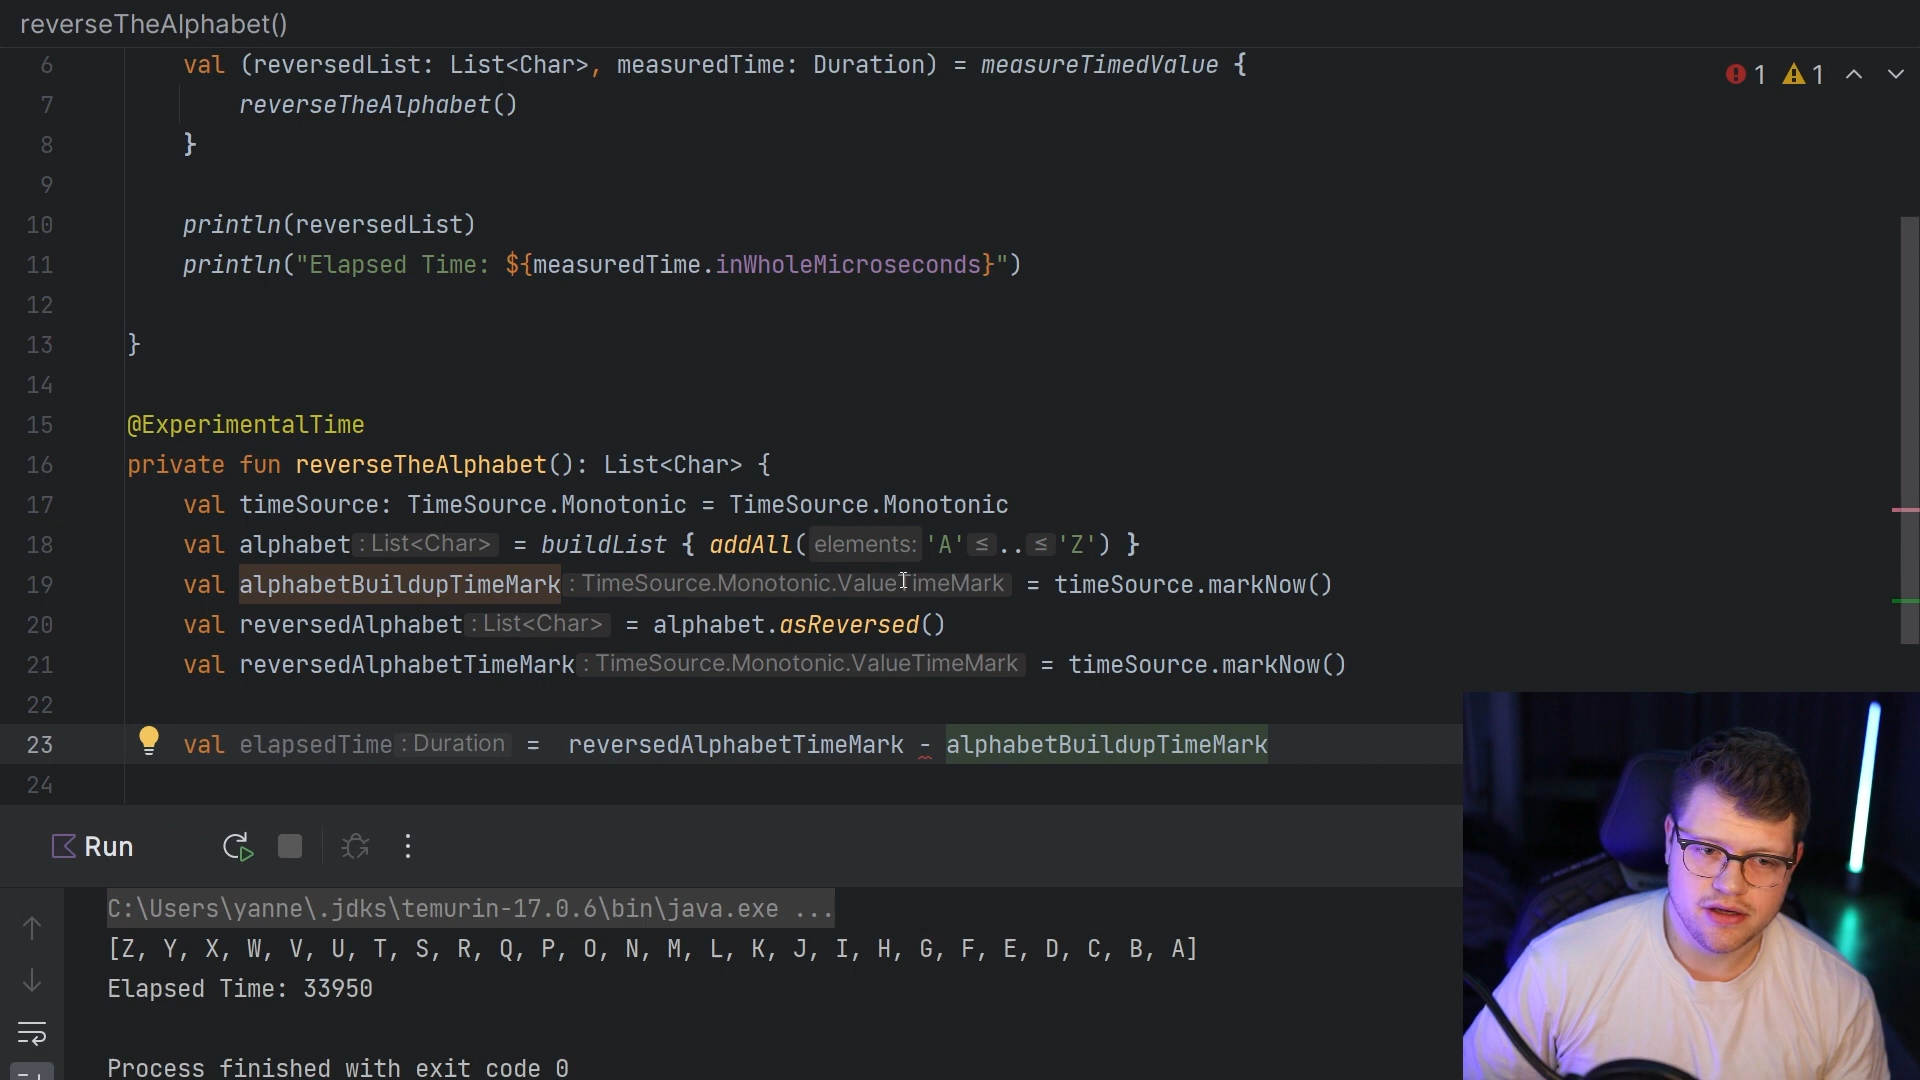 reverseTheAlphabet()
6 val (reversedList: List<Char>, measuredTime: Duration) = measureTimedValue {
1 1
7 reverseTheAlphabet()
8 }
9
10 println(reversedList)
11 println("Elapsed Time: ${measuredTime.inWholeMicroseconds}")
12
13 }
14
15 @ExperimentalTime
16 private fun reverseTheAlphabet(): List<Char> {
17 val timeSource: TimeSource.Monotonic = TimeSource.Monotonic
18 val alphabet : List<Char> = buildList { addAll( elements: 'A' ≤ .. ≤ 'Z') }
19 val alphabetBuildupTimeMark : TimeSource.Monotonic.ValueTimeMark = timeSource.markNow()
20 val reversedAlphabet : List<Char> = alphabet.asReversed()
21 val reversedAlphabetTimeMark : TimeSource.Monotonic.ValueTimeMark = timeSource.markNow()
22
23 val elapsedTime : Duration = reversedAlphabetTimeMark - alphabetBuildupTimeMark
24
Run
C:\Users\yanne\.jdks\temurin-17.0.6\bin\java.exe ...
[Z, Y, X, W, V, U, T, S, R, Q, P, O, N, M, L, K, J, I, H, G, F, E, D, C, B, A]
Elapsed Time: 33950
Process finished with exit code 0